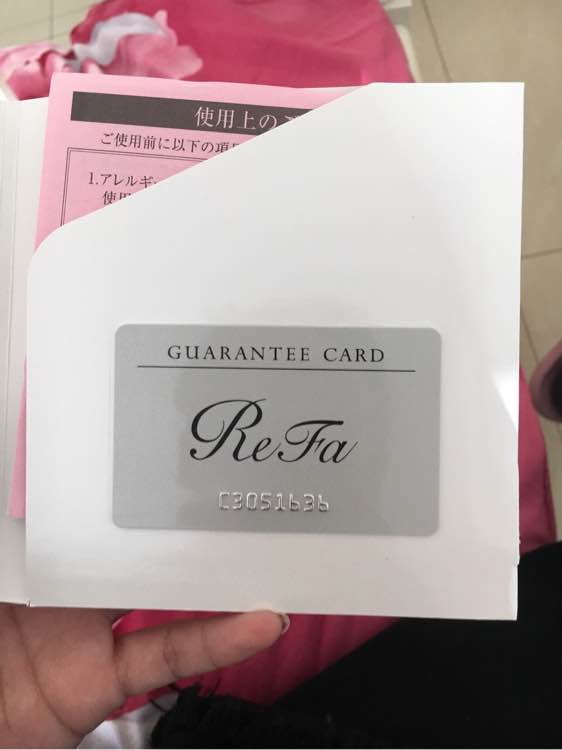 使用上の
ご使用前に以下の項
1.アレルギ
使用
GUARANTEE CARD
ReFa
C3051636